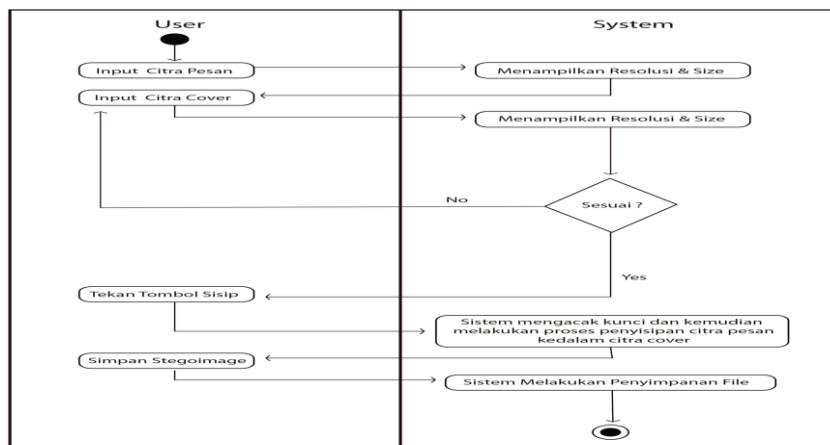 User
System
Input Citra Pesan
Menampilkan Resolusi & Size
Input Citra Cover
Menampilkan Resolusi & Size
Sesuai ?
No
Yes
Tekan Tombol Sisip
Sistem mengacak kunci dan kemudian
melakukan proses penyisipan citra pesan
kedalam citra cover
Simpan Stegoimage
Sistem Melakukan Penyimpanan File